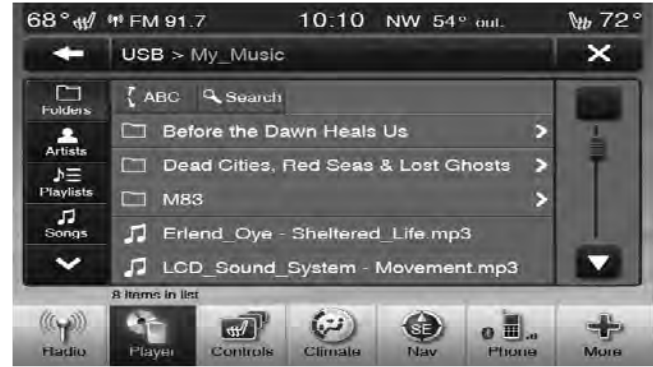 68° FM 91.7 10:10 NW 54° out. 72°
USB > My_Music
Folders
ABC Search
Before the Dawn Heals Us
Artists
Dead Cities, Red Seas & Lost Ghosts
Playlists
M83
Songs
Erlend_Oye - Sheltered_Life.mp3
LCD_Sound_System - Movement.mp3
8 items in list
SE
Radio Player Controls Climate Nav Phone More